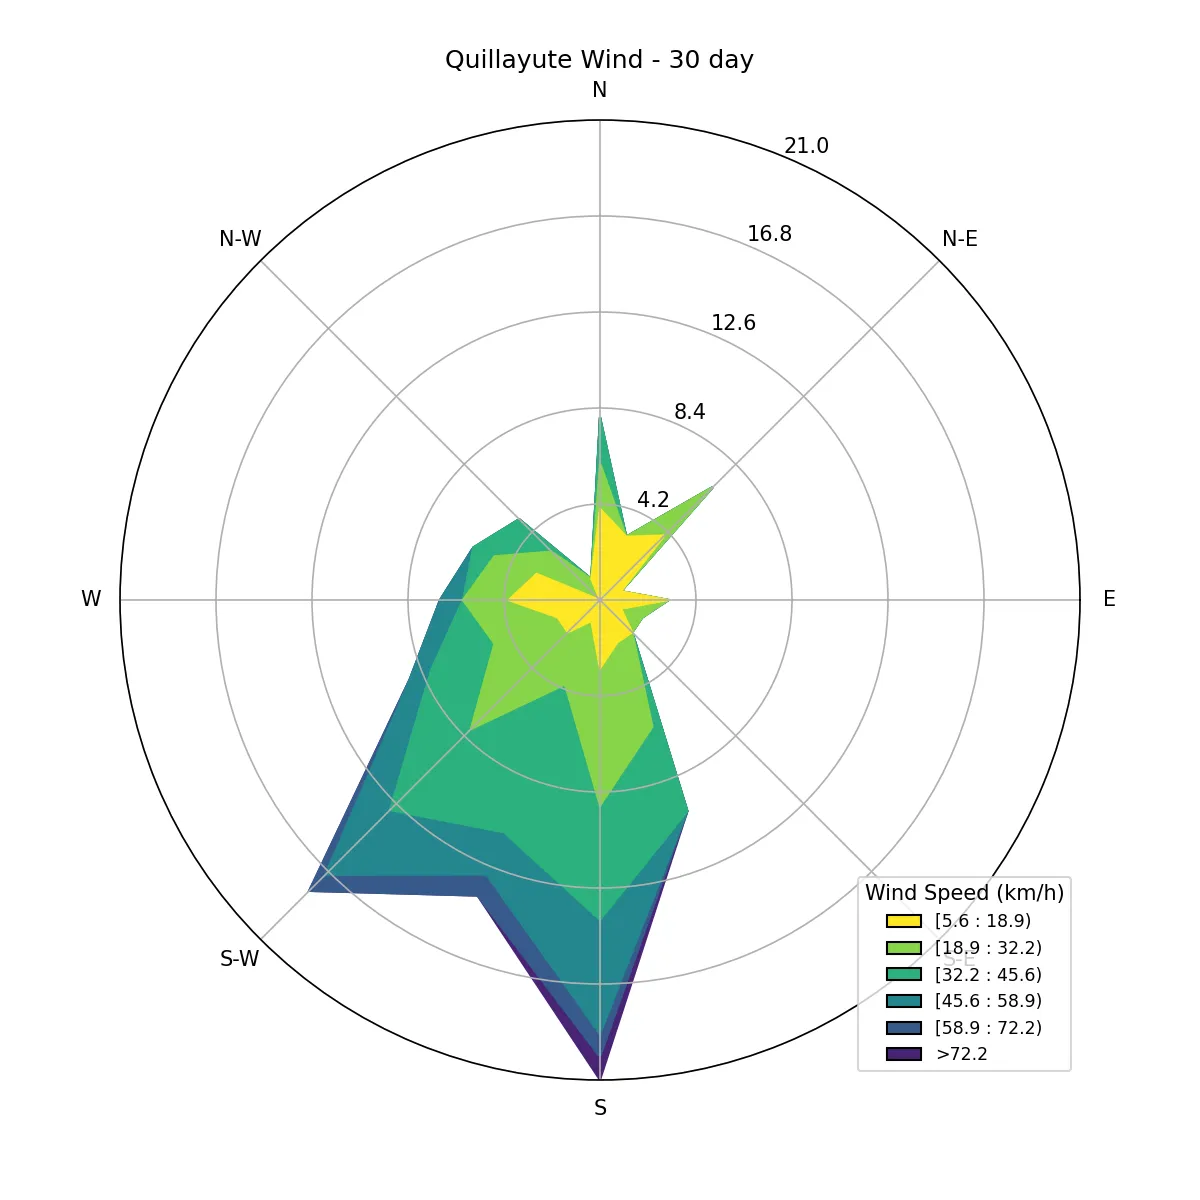 Quillayute Wind - 30 day
N
21.0
16.8
N-W
N-E
12.6
8.4
4.2
W
E
Wind Speed (km/h)
[5.6 : 18.9)
[18.9 : 32.2)
S-W
S-E
[32.2 : 45.6)
[45.6 : 58.9)
[58.9 : 72.2)
>72.2
S